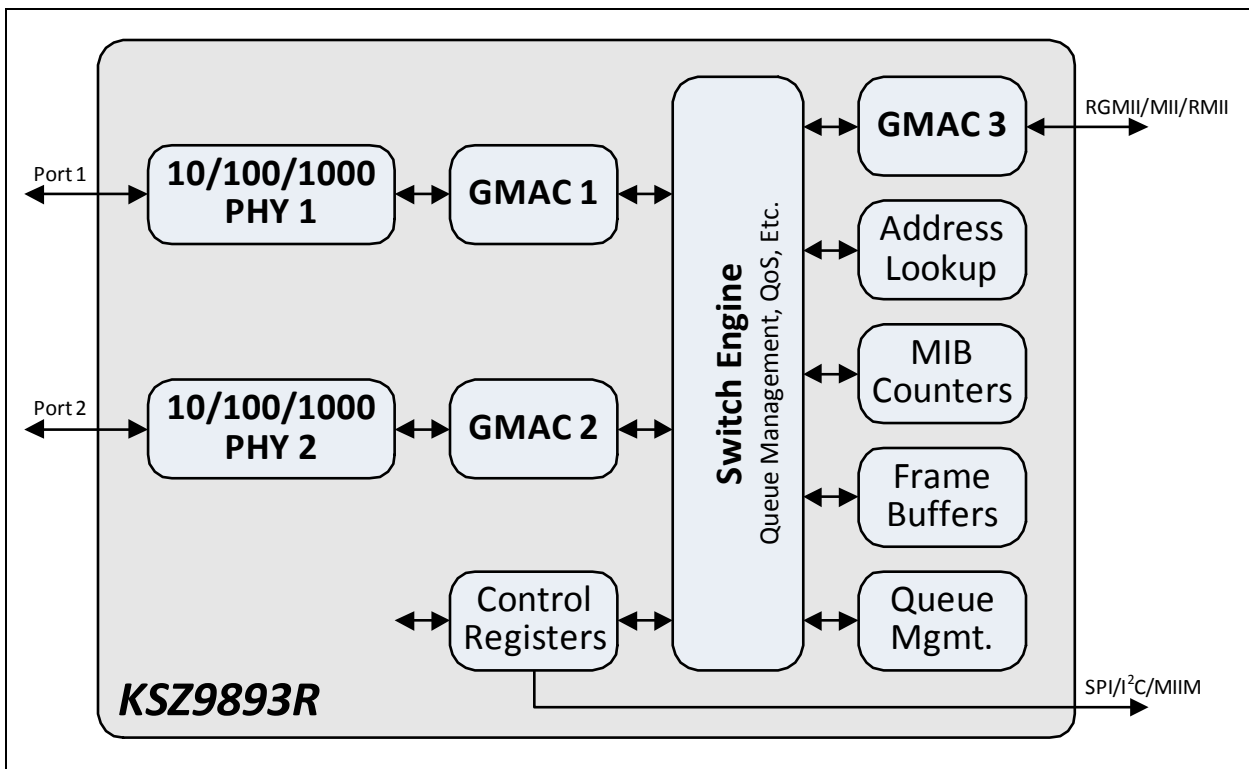 Port 1
10/100/1000
PHY 1
GMAC 1
Port 2
10/100/1000
PHY 2
GMAC 2
Control
Registers
KSZ9893R
Switch Engine
Queue Management, QoS, Etc.
GMAC 3
RGMII/MII/RMII
Address
Lookup
MIB
Counters
Frame
Buffers
Queue
Mgmt.
SPI/I²C/MIIM